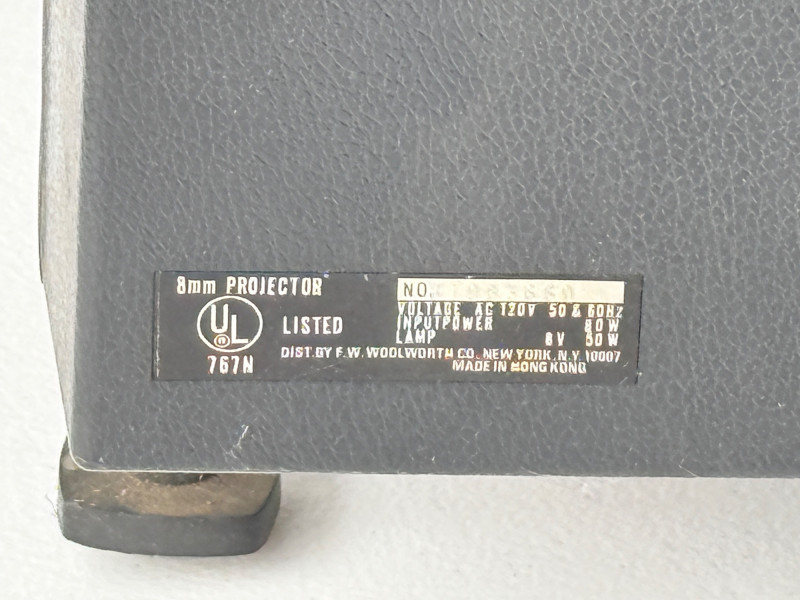 8mm PROJECTOR
NO.
UL
LISTED
767N
VOLTAGE AC 120V 50 & 60HZ
INPUTPOWER 80W
LAMP 8V 50W
DIST. BY F.W. WOOLWORTH CO. NEW YORK, N.Y. 10007
MADE IN HONG KONG